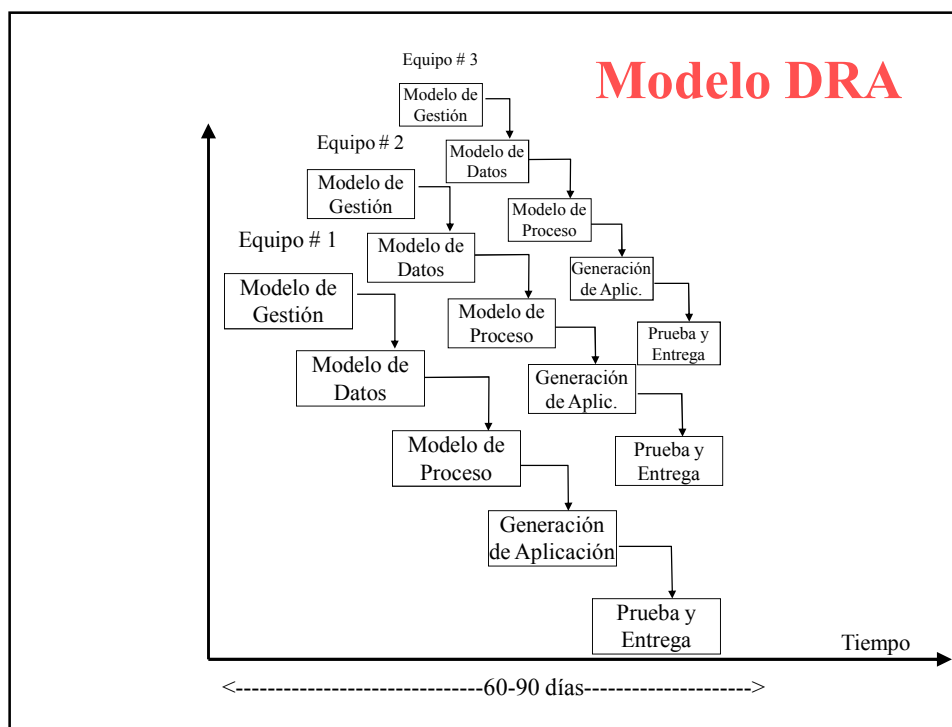 Modelo DRA
Equipo # 3
Modelo de
Gestión
Modelo de
Datos
Modelo de
Proceso
Generación
de Aplic.
Prueba y
Entrega
Equipo # 2
Modelo de
Gestión
Modelo de
Datos
Modelo de
Proceso
Generación
de Aplic.
Prueba y
Entrega
Equipo # 1
Modelo de
Gestión
Modelo de
Datos
Modelo de
Proceso
Generación
de Aplicación
Prueba y
Entrega
Tiempo
<-------------------------------60-90 días--------------------->